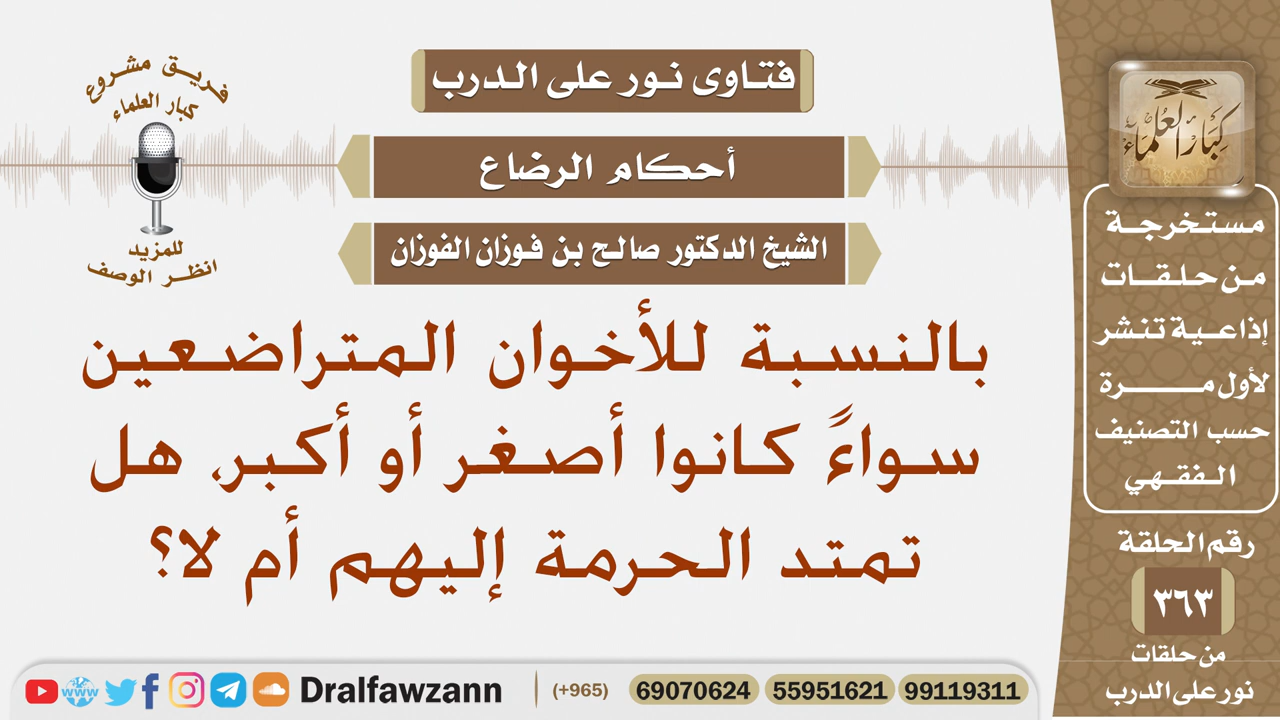 فتاوى نور على الدرب
أحكام الرضاع
الشيخ الدكتور صالح بن فوزان الفوزان
فريق مشروع
كبار العلماء
للمزيد
انظر الوصف
بالنسبة للأخوان المتراضعين
سواءً كانوا أصغر أو أكبر، هل
تمتد الحرمة إليهم أم لا؟
كبار العلماء
مستخرجة
من حلقات
إذاعية تنشر
لأول مرة
حسب التصنيف
الفقهي
رقم الحلقة
٣٦٣
من حلقات
نور على الدرب
www Dralfawzann (+965) 69070624 55951621 99119311